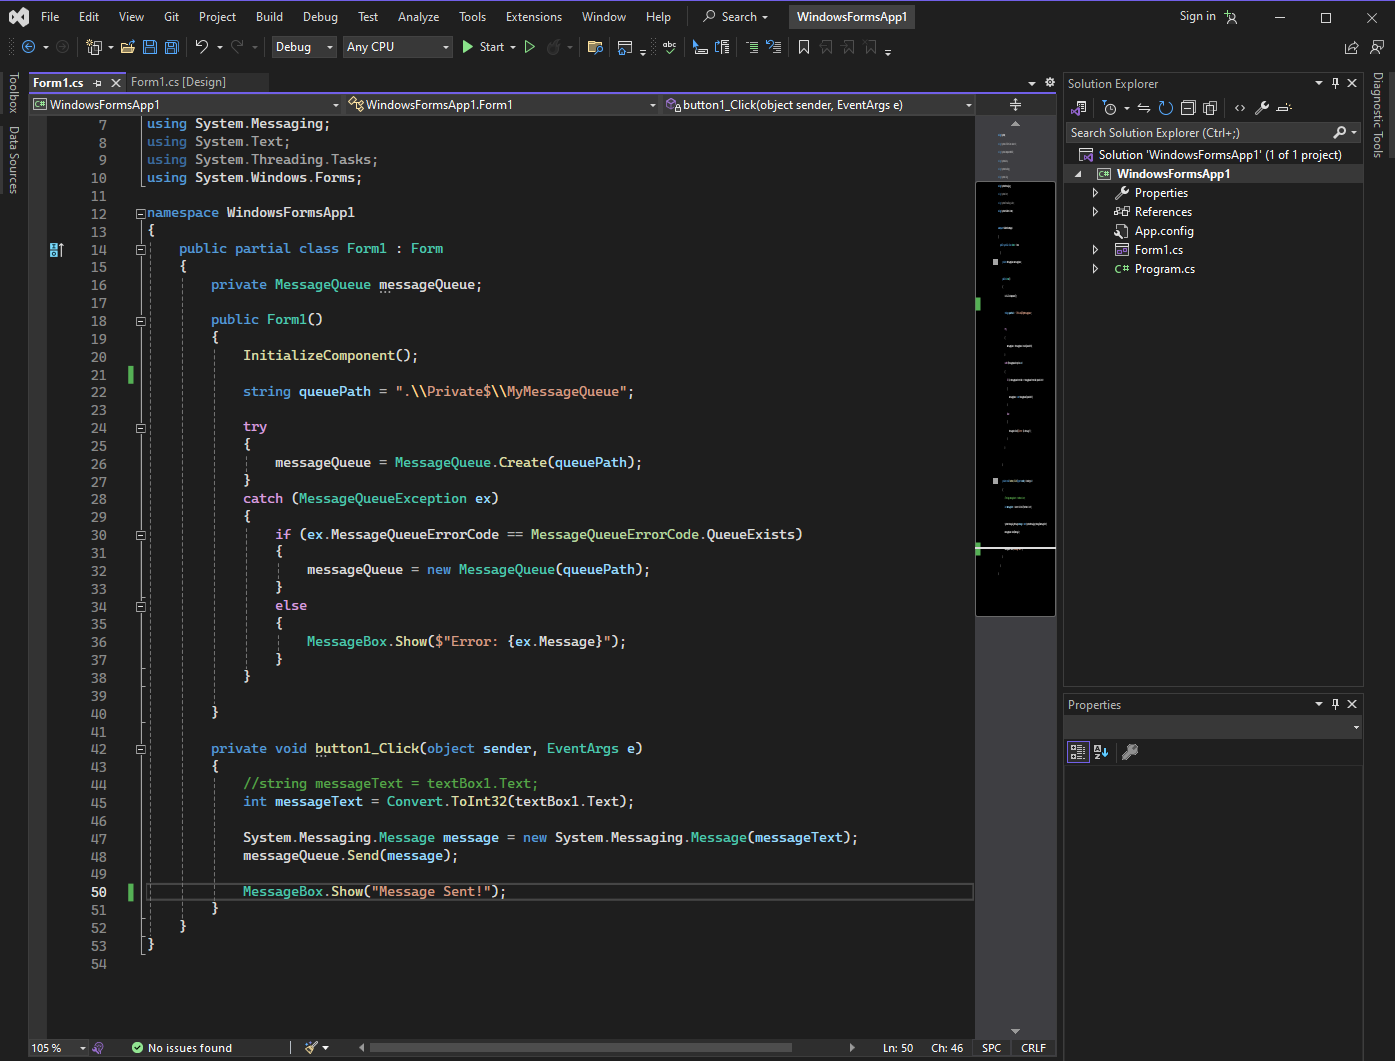 File Edit View Git Project Build Debug Test Analyze Tools Extensions Window Help Search WindowsFormsApp1 Sign in
Debug Any CPU Start
Toolbox
Data Sources
Form1.cs Form1.cs [Design]
WindowsFormsApp1 WindowsFormsApp1.Form1 button1_Click(object sender, EventArgs e)
7 using System.Messaging;
8 using System.Text;
9 using System.Threading.Tasks;
10 using System.Windows.Forms;
11
12 namespace WindowsFormsApp1
13 {
14 public partial class Form1 : Form
15 {
16 private MessageQueue messageQueue;
17
18 public Form1()
19 {
20 InitializeComponent();
21
22 string queuePath = ".\\Private$\\MyMessageQueue";
23
24 try
25 {
26 messageQueue = MessageQueue.Create(queuePath);
27 }
28 catch (MessageQueueException ex)
29 {
30 if (ex.MessageQueueErrorCode == MessageQueueErrorCode.QueueExists)
31 {
32 messageQueue = new MessageQueue(queuePath);
33 }
34 else
35 {
36 MessageBox.Show($"Error: {ex.Message}");
37 }
38 }
39
40 }
41
42 private void button1_Click(object sender, EventArgs e)
43 {
44 //string messageText = textBox1.Text;
45 int messageText = Convert.ToInt32(textBox1.Text);
46
47 System.Messaging.Message message = new System.Messaging.Message(messageText);
48 messageQueue.Send(message);
49
50 MessageBox.Show("Message Sent!");
51 }
52 }
53 }
54
105 % No issues found Ln: 50 Ch: 46 SPC CRLF
Solution Explorer
Search Solution Explorer (Ctrl+;)
Solution 'WindowsFormsApp1' (1 of 1 project)
WindowsFormsApp1
Properties
References
App.config
Form1.cs
Program.cs
Properties
Diagnostic Tools